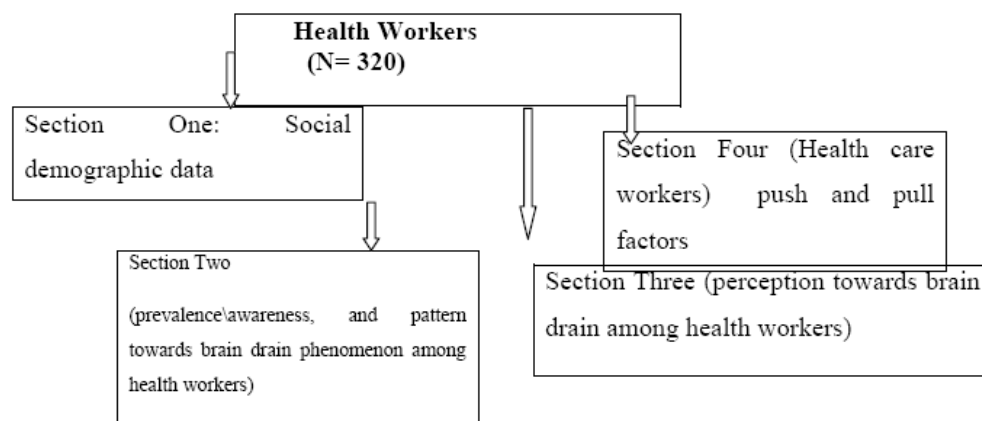 Health Workers
(N= 320)
Section One: Social
demographic data
Section Two
(prevalence\awareness, and pattern
towards brain drain phenomenon among
health workers)
Section Four (Health care
workers) push and pull
factors
Section Three (perception towards brain
drain among health workers)